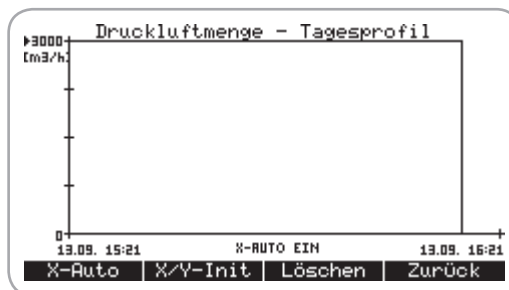 Druckluftmenge - Tagesprofil
▶3000
[m3/h]
0
13.09. 15:21 X-AUTO EIN 13.09. 16:21
X-Auto X/Y-Init Löschen Zurück